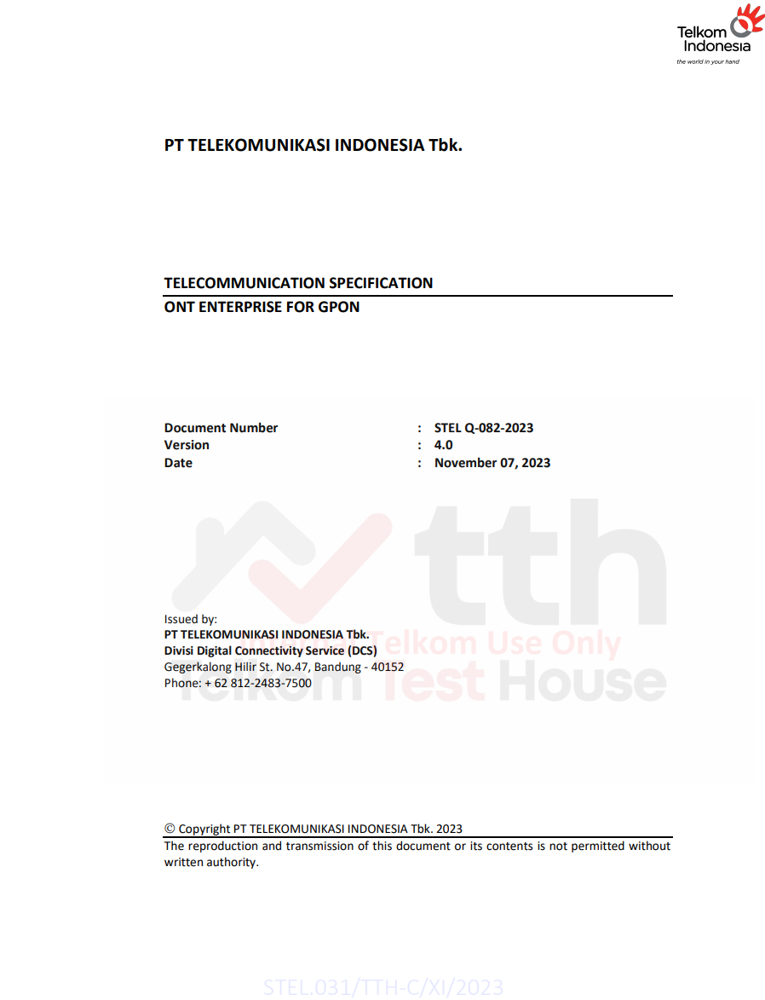 Telkom
Indonesia
the world in your hand
PT TELEKOMUNIKASI INDONESIA Tbk.
TELECOMMUNICATION SPECIFICATION
ONT ENTERPRISE FOR GPON
Document Number : STEL Q-082-2023
Version : 4.0
Date : November 07, 2023
tth
Issued by:
PT TELEKOMUNIKASI INDONESIA Tbk.
Internal Telkom Use Only
Divisi Digital Connectivity Service (DCS)
Gegerkalong Hilir St. No.47, Bandung - 40152
Telkom Test House
Phone: + 62 812-2483-7500
© Copyright PT TELEKOMUNIKASI INDONESIA Tbk. 2023
The reproduction and transmission of this document or its contents is not permitted without
written authority.
STEL.031/TTH-C/XI/2023